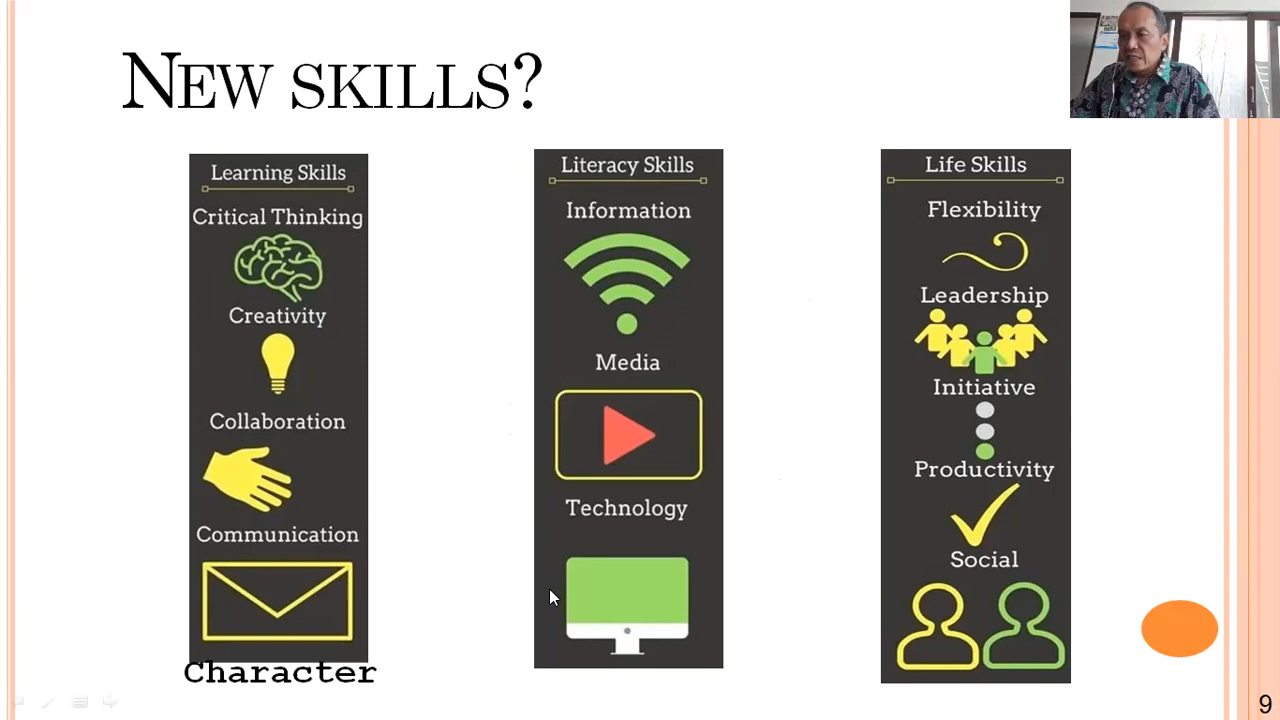 NEW SKILLS?
Learning Skills
Critical Thinking
Creativity
Collaboration
Communication
Character
Literacy Skills
Information
Media
Technology
Life Skills
Flexibility
Leadership
Initiative
Productivity
Social
9